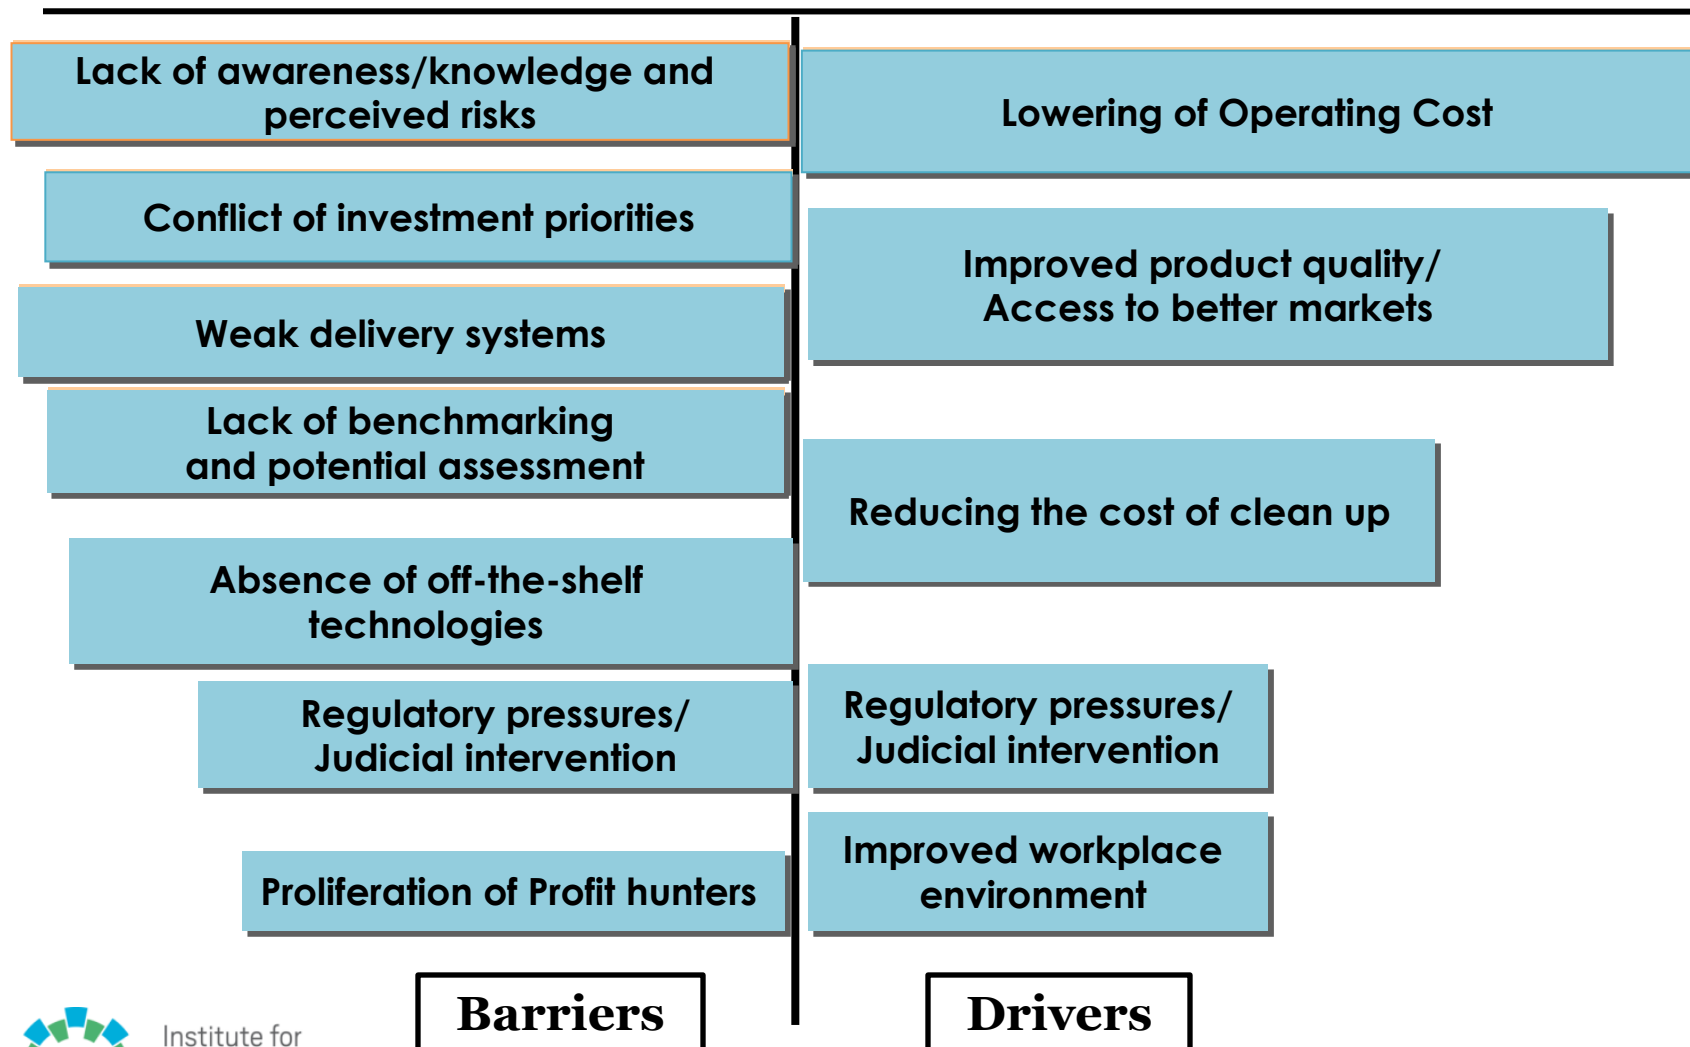 Lack of awareness/knowledge and
perceived risks
Conflict of investment priorities
Weak delivery systems
Lack of benchmarking
and potential assessment
Absence of off-the-shelf
technologies
Regulatory pressures/
Judicial intervention
Proliferation of Profit hunters
Barriers
Lowering of Operating Cost
Improved product quality/
Access to better markets
Reducing the cost of clean up
Regulatory pressures/
Judicial intervention
Improved workplace
environment
Drivers
Institute for